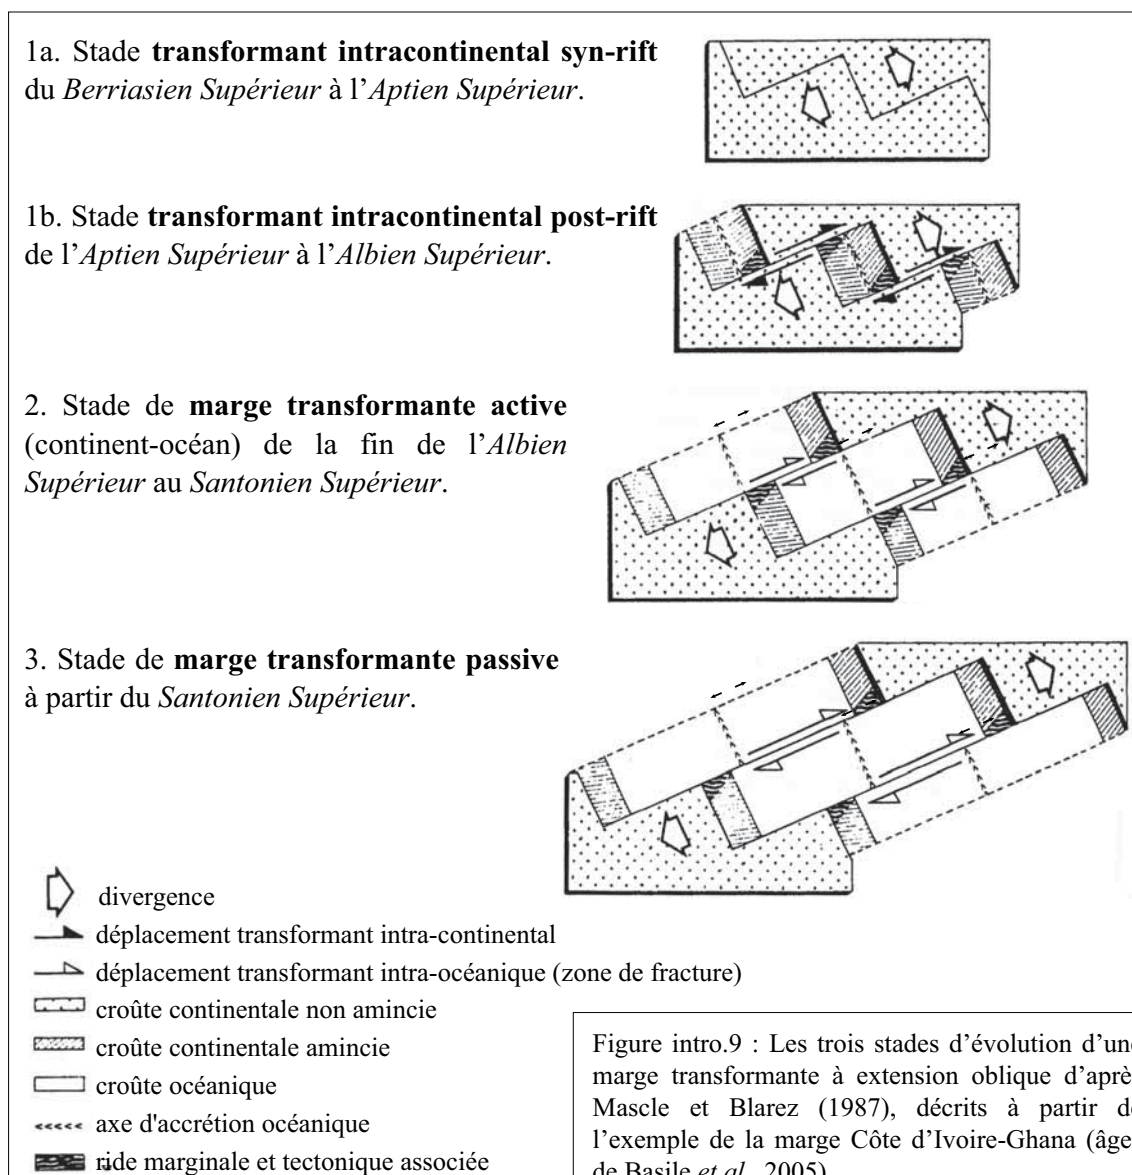 1a. Stade transformant intracontinental syn-rift
du Berriasien Supérieur à l’Aptien Supérieur.
1b. Stade transformant intracontinental post-rift
de l’Aptien Supérieur à l’Albien Supérieur.
2. Stade de marge transformante active
(continent-océan) de la fin de l’Albien
Supérieur au Santonien Supérieur.
3. Stade de marge transformante passive
à partir du Santonien Supérieur.
divergence
déplacement transformant intra-continental
déplacement transformant intra-océanique (zone de fracture)
croûte continentale non amincie
croûte continentale amincie
croûte océanique
axe d'accrétion océanique
ride marginale et tectonique associée
Figure intro.9 : Les trois stades d’évolution d’une
marge transformante à extension oblique d’aprè
Mascle et Blarez (1987), décrits à partir de
l’exemple de la marge Côte d’Ivoire-Ghana (âge
de Basile et al., 2005)